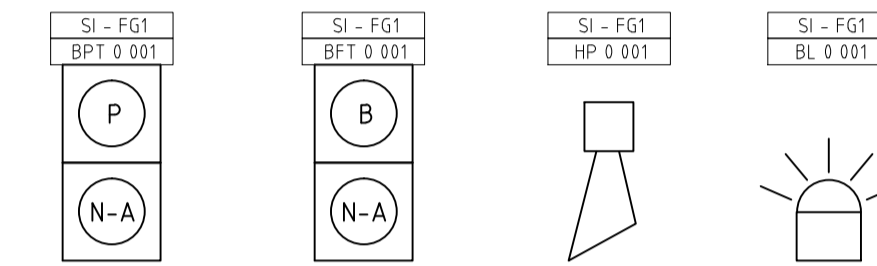 SI - FG1
BPT 0 001
P
N-A
SI - FG1
BFT 0 001
B
N-A
SI - FG1
HP 0 001
SI - FG1
BL 0 001